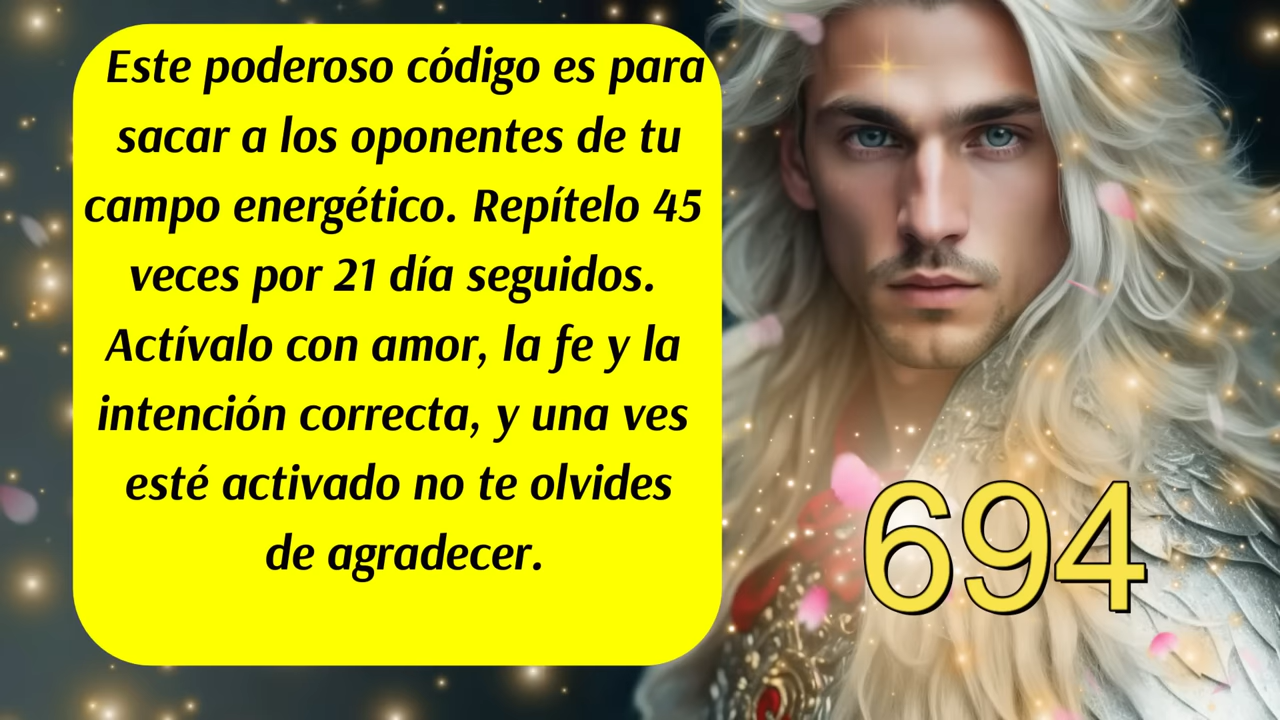 Este poderoso código es para
sacar a los oponentes de tu
campo energético. Repítelo 45
veces por 21 día seguidos.
Actívalo con amor, la fe y la
intención correcta, y una ves
esté activado no te olvides
de agradecer.
694